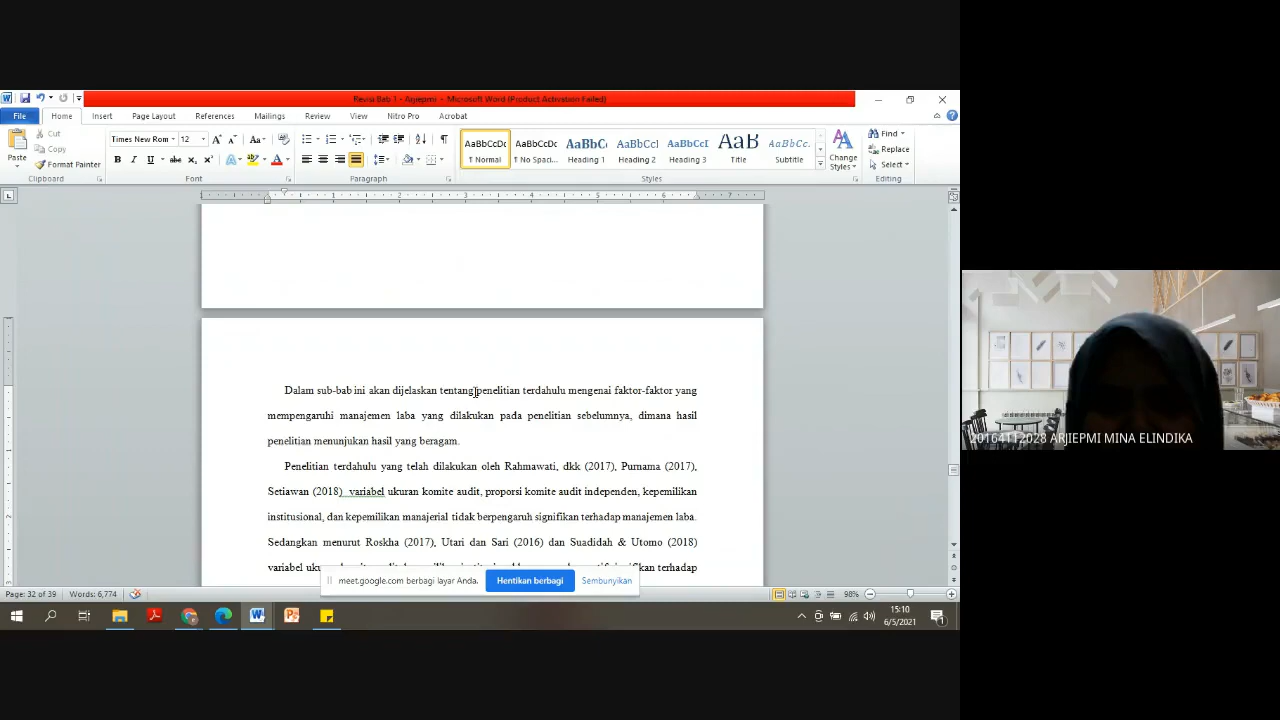 Revisi Bab 1 - Arjiepmi - Microsoft Word (Product Activation Failed)
File Home Insert Page Layout References Mailings Review View Nitro Pro Acrobat
Paste
Cut
Copy
Format Painter
Clipboard
Times New Rom 12
Font
Paragraph
AaBbCcDc AaBbCcDc AaBbCc AaBbCcI AaBbCcI AaB AaBbCc.
¶ Normal ¶ No Spaci... Heading 1 Heading 2 Heading 3 Title Subtitle
Change Styles
Styles
Find
Replace
Select
Editing
Dalam sub-bab ini akan dijelaskan tentang penelitian terdahulu mengenai faktor-faktor yang
mempengaruhi manajemen laba yang dilakukan pada penelitian sebelumnya, dimana hasil
penelitian menunjukan hasil yang beragam.
Penelitian terdahulu yang telah dilakukan oleh Rahmawati, dkk (2017), Purnama (2017),
Setiawan (2018) variabel ukuran komite audit, proporsi komite audit independen, kepemilikan
institusional, dan kepemilikan manajerial tidak berpengaruh signifikan terhadap manajemen laba.
Sedangkan menurut Roskha (2017), Utari dan Sari (2016) dan Suadidah & Utomo (2018)
variabel terhadap
meet.google.com berbagi layar Anda. Hentikan berbagi Sembunyikan
Page: 32 of 39 Words: 6,774 98%
15:10
6/5/2021
20164112028 ARJIEPMI MINA ELINDIKA